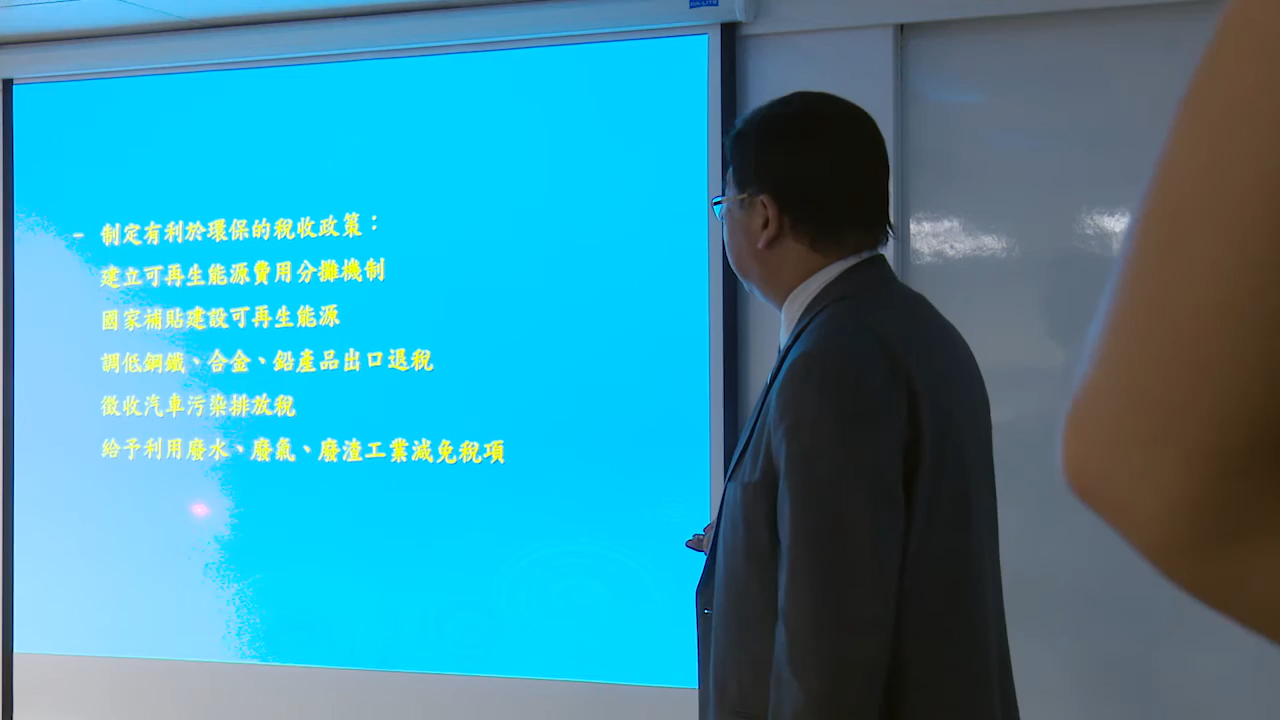 DA-LITE
- 制定有利於環保的稅收政策：
建立可再生能源費用分攤機制
國家補貼建設可再生能源
調低鋼鐵、合金、鉛產品出口退稅
徵收汽車污染排放稅
給予利用廢水、廢氣、廢渣工業減免稅項